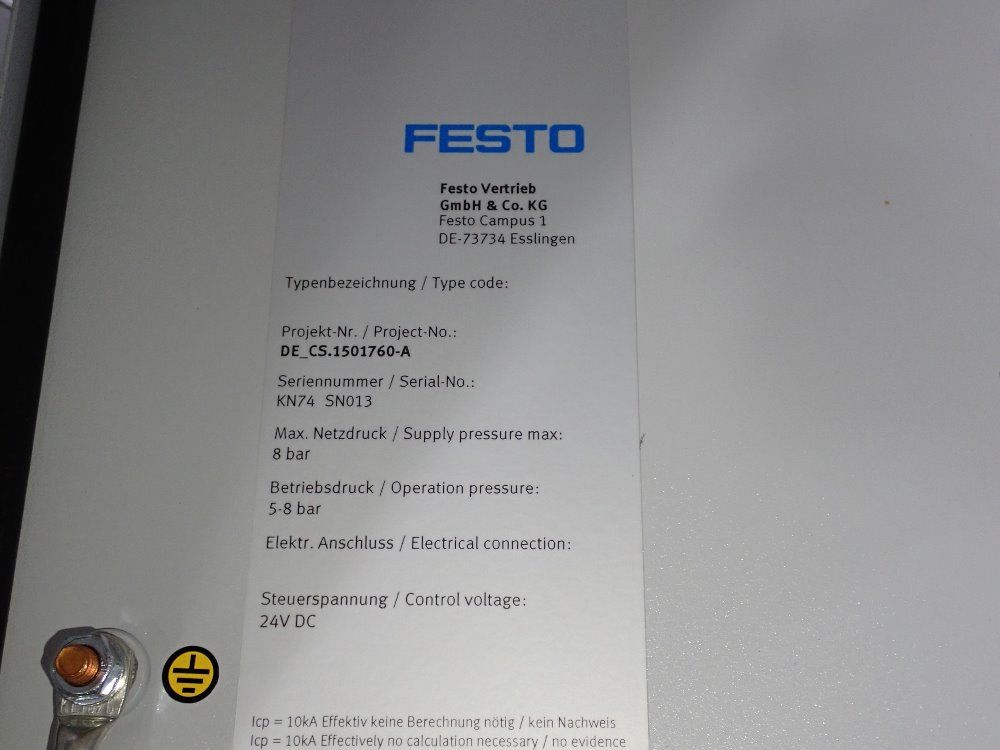 FESTO
Festo Vertrieb
GmbH & Co. KG
Festo Campus 1
DE-73734 Esslingen
Typenbezeichnung / Type code:
Projekt-Nr. / Project-No.:
DE_CS.1501760-A
Seriennummer / Serial-No.:
KN74 SN013
Max. Netzdruck / Supply pressure max:
8 bar
Betriebsdruck / Operation pressure:
5-8 bar
Elektr. Anschluss / Electrical connection:
Steuerspannung / Control voltage:
24V DC
Icp = 10kA Effektiv keine Berechnung nötig / kein Nachweis
Icp = 10kA Effectively no calculation necessary / no evidence